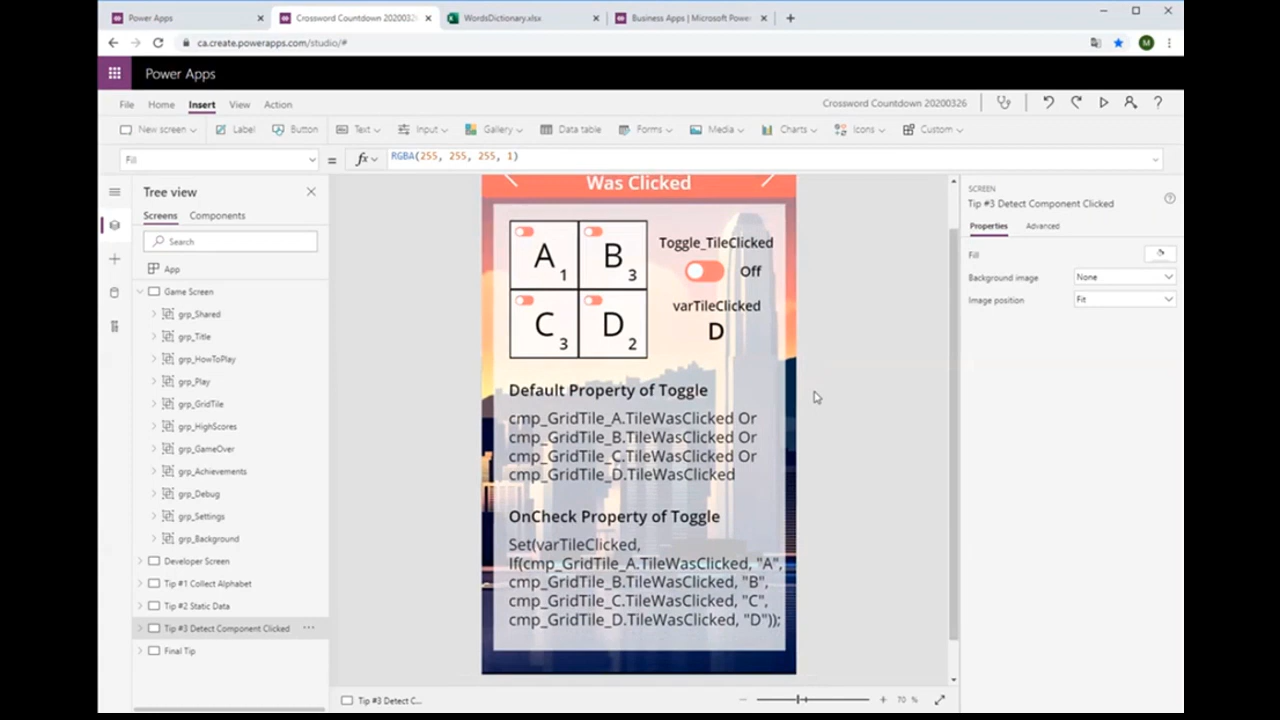 Power Apps
Crossword Countdown 2020032
WordsDictionary.xlsx
Business Apps | Microsoft Power
ca.create.powerapps.com/studio/#
M
Power Apps
File Home Insert View Action
Crossword Countdown 20200326
New screen Label Button Text Input Gallery Data table Forms Media Charts Icons Custom
Fill = fx RGBA(255, 255, 255, 1)
Tree view
Screens Components
Search
App
Game Screen
grp_Shared
grp_Title
grp_HowToPlay
grp_Play
grp_GridTile
grp_HighScores
grp_GameOver
grp_Achievements
grp_Debug
grp_Settings
grp_Background
Developer Screen
Tip #1 Collect Alphabet
Tip #2 Static Data
Tip #3 Detect Component Clicked ...
Final Tip
Was Clicked
A 1 B 3
C 3 D 2
Toggle_TileClicked
Off
varTileClicked
D
Default Property of Toggle
cmp_GridTile_A.TileWasClicked Or
cmp_GridTile_B.TileWasClicked Or
cmp_GridTile_C.TileWasClicked Or
cmp_GridTile_D.TileWasClicked
OnCheck Property of Toggle
Set(varTileClicked,
If(cmp_GridTile_A.TileWasClicked, "A",
cmp_GridTile_B.TileWasClicked, "B",
cmp_GridTile_C.TileWasClicked, "C",
cmp_GridTile_D.TileWasClicked, "D"));
Tip #3 Detect C...
70 %
SCREEN
Tip #3 Detect Component Clicked
Properties Advanced
Fill
Background image None
Image position Fit